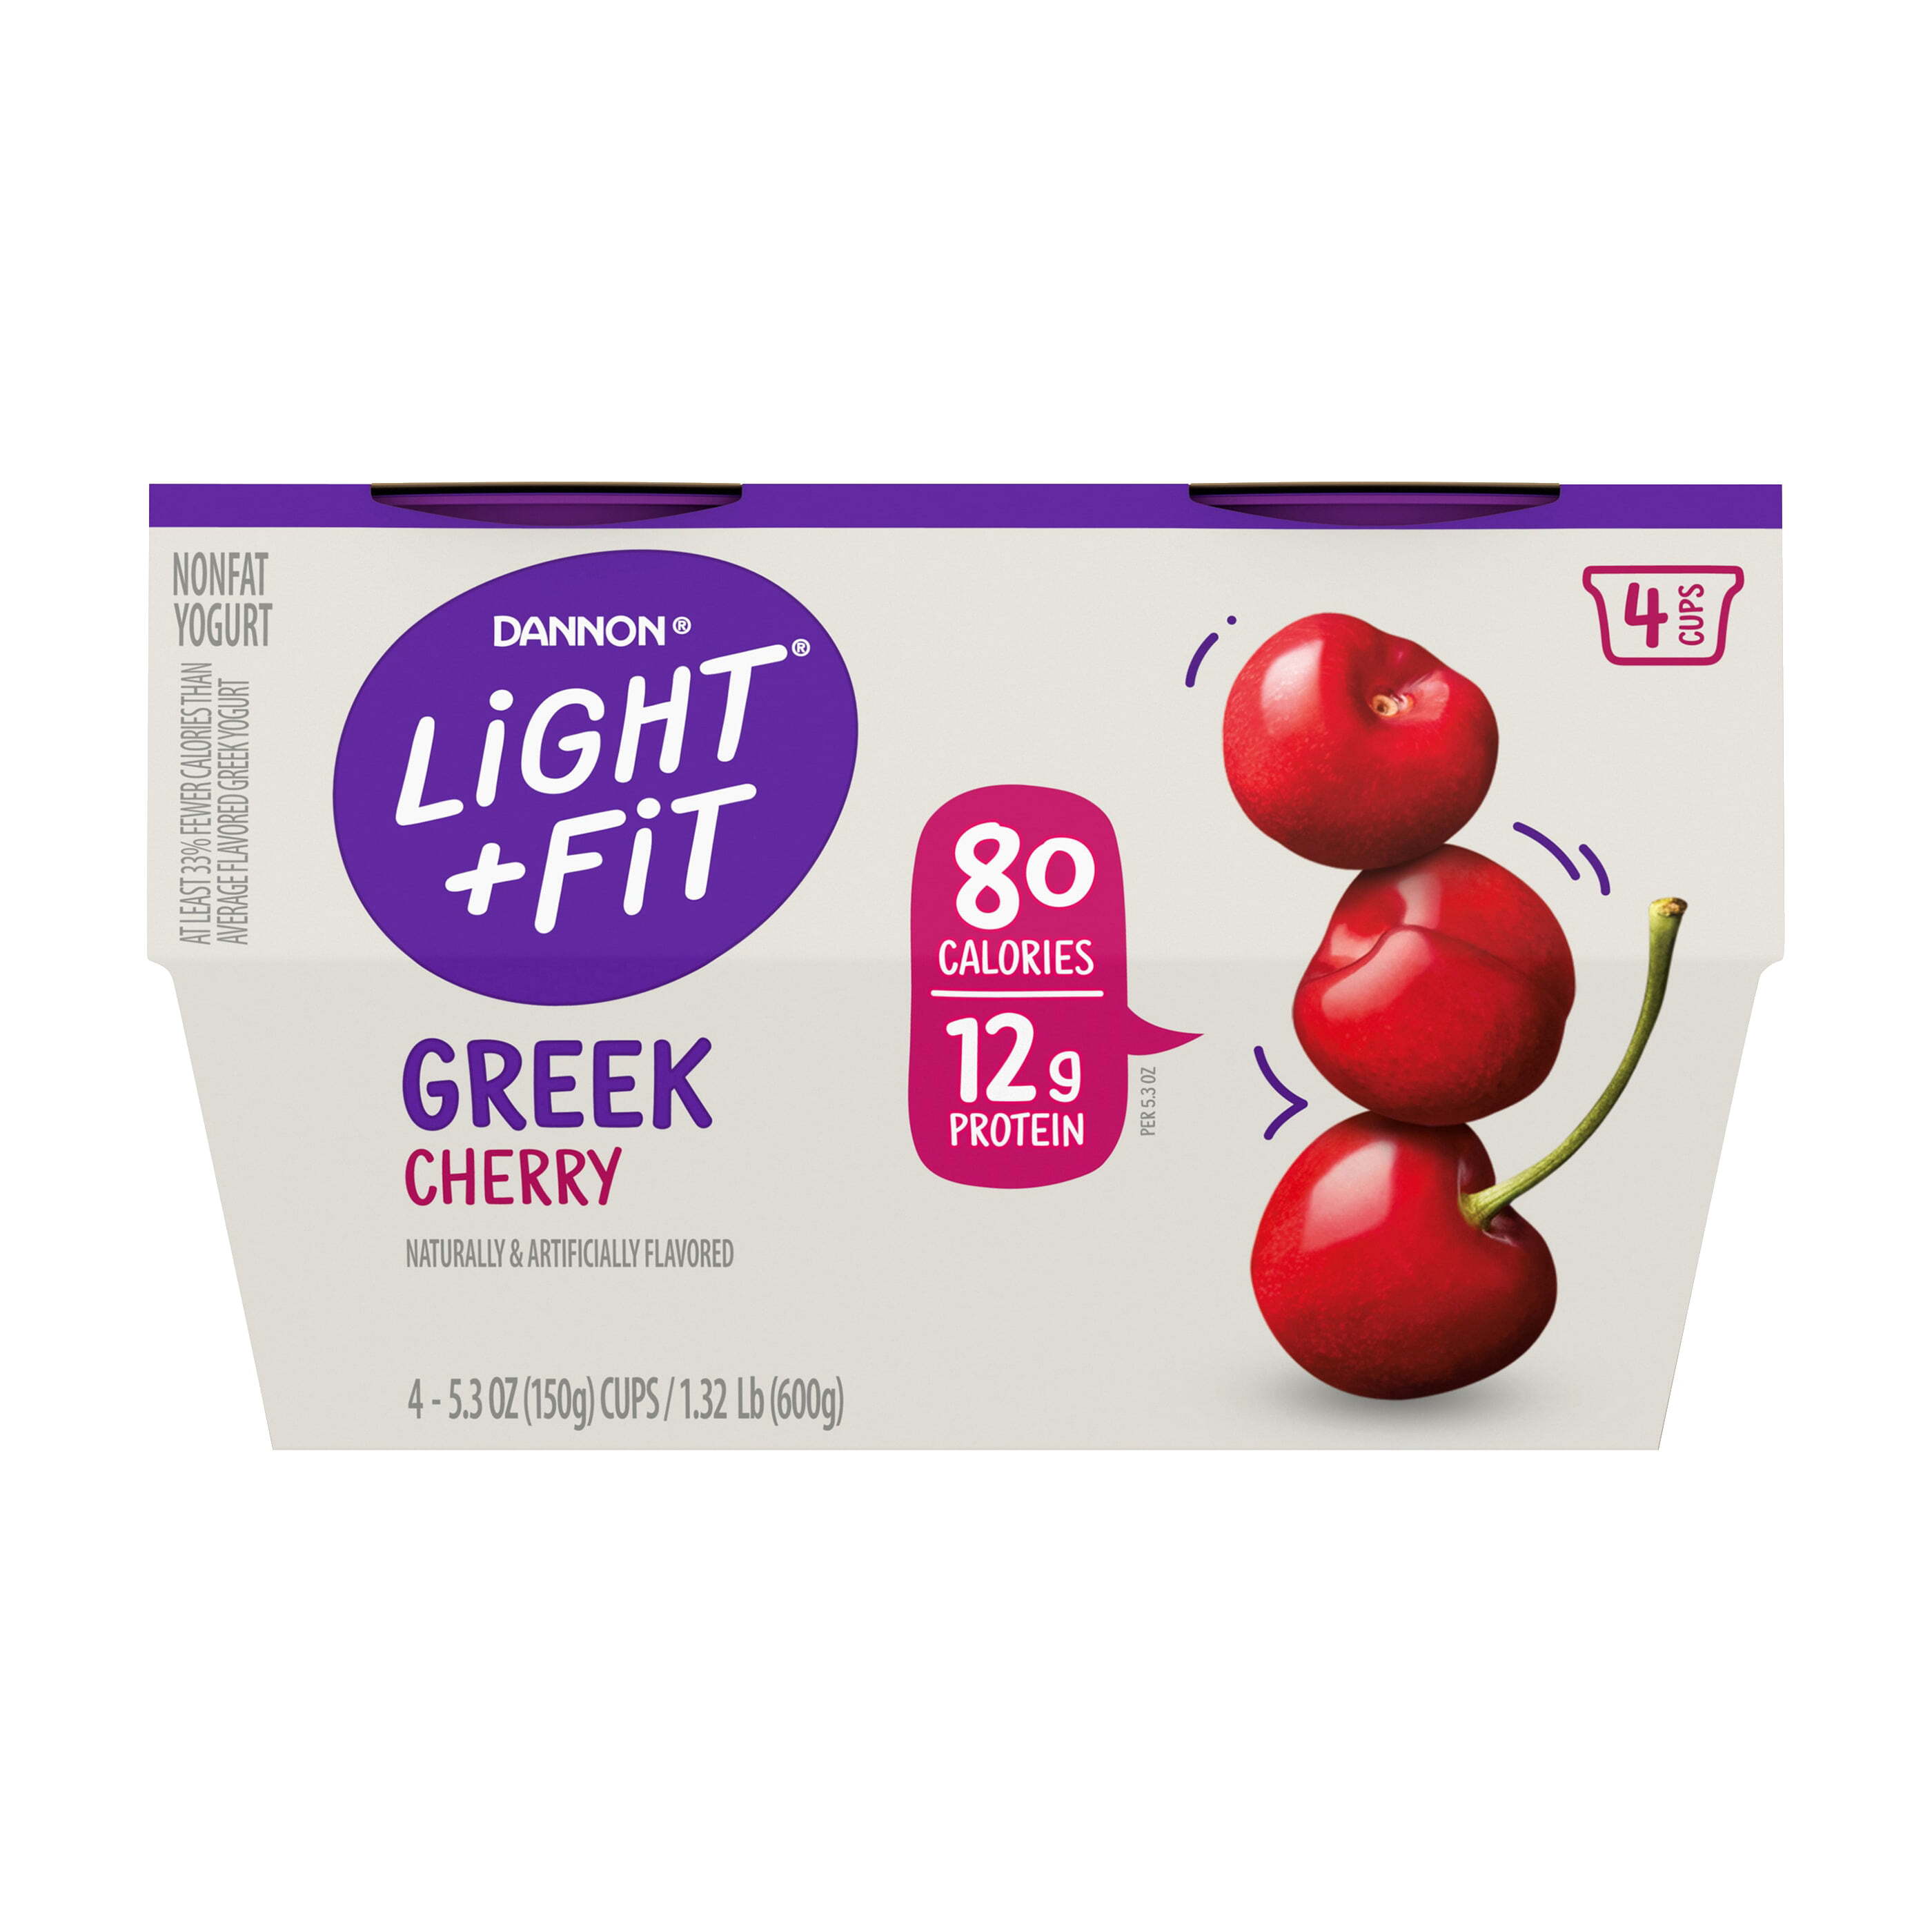 NONFAT
YOGURT
AT LEAST 33% FEWER CALORIES THAN
AVERAGE FLAVORED GREEK YOGURT
DANNON®
LiGHT®
+FiT
GREEK
CHERRY
NATURALLY & ARTIFICIALLY FLAVORED
4 - 5.3 OZ (150g) CUPS / 1.32 Lb (600g)
80
CALORIES
12g
PROTEIN
PER 5.3 OZ
4 CUPS